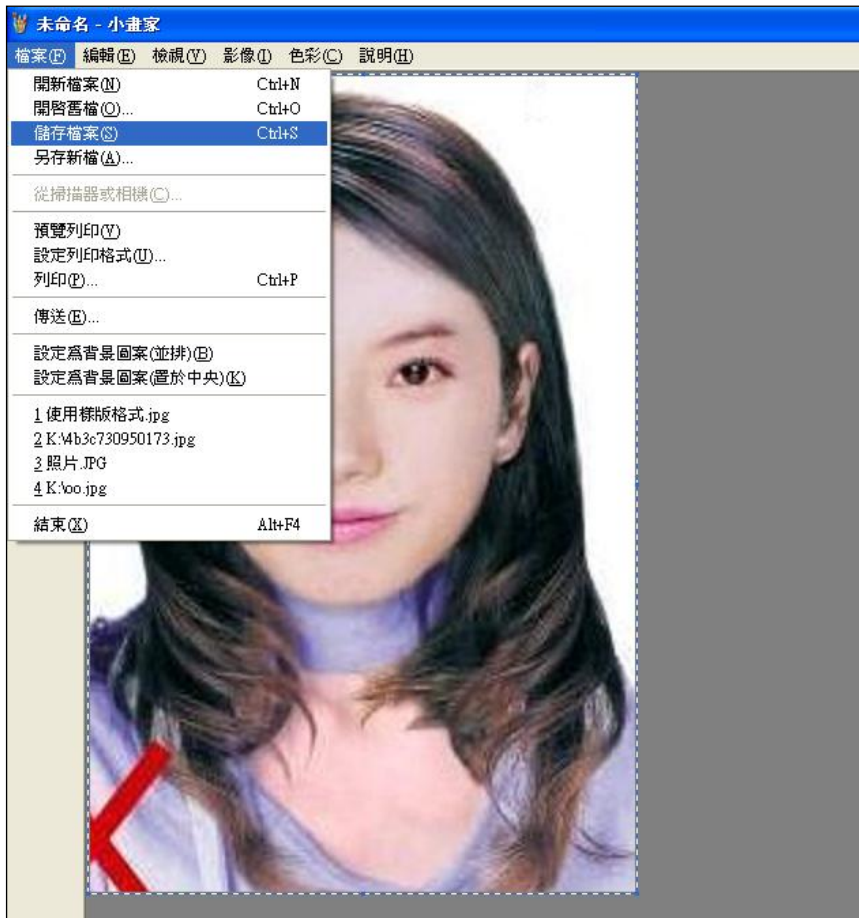 未命名 - 小畫家
檔案(F) 編輯(E) 檢視(V) 影像(I) 色彩(C) 說明(H)
開新檔案(N) Ctrl+N
開啓舊檔(O)... Ctrl+O
儲存檔案(S) Ctrl+S
另存新檔(A)...
從掃描器或相機(C)...
預覽列印(V)
設定列印格式(U)...
列印(P)... Ctrl+P
傳送(E)...
設定爲背景圖案(並排)(B)
設定爲背景圖案(置於中央)(K)
1 使用樣版格式.jpg
2 K:\4b3c730950173.jpg
3 照片.JPG
4 K:\oo.jpg
結束(X) Alt+F4